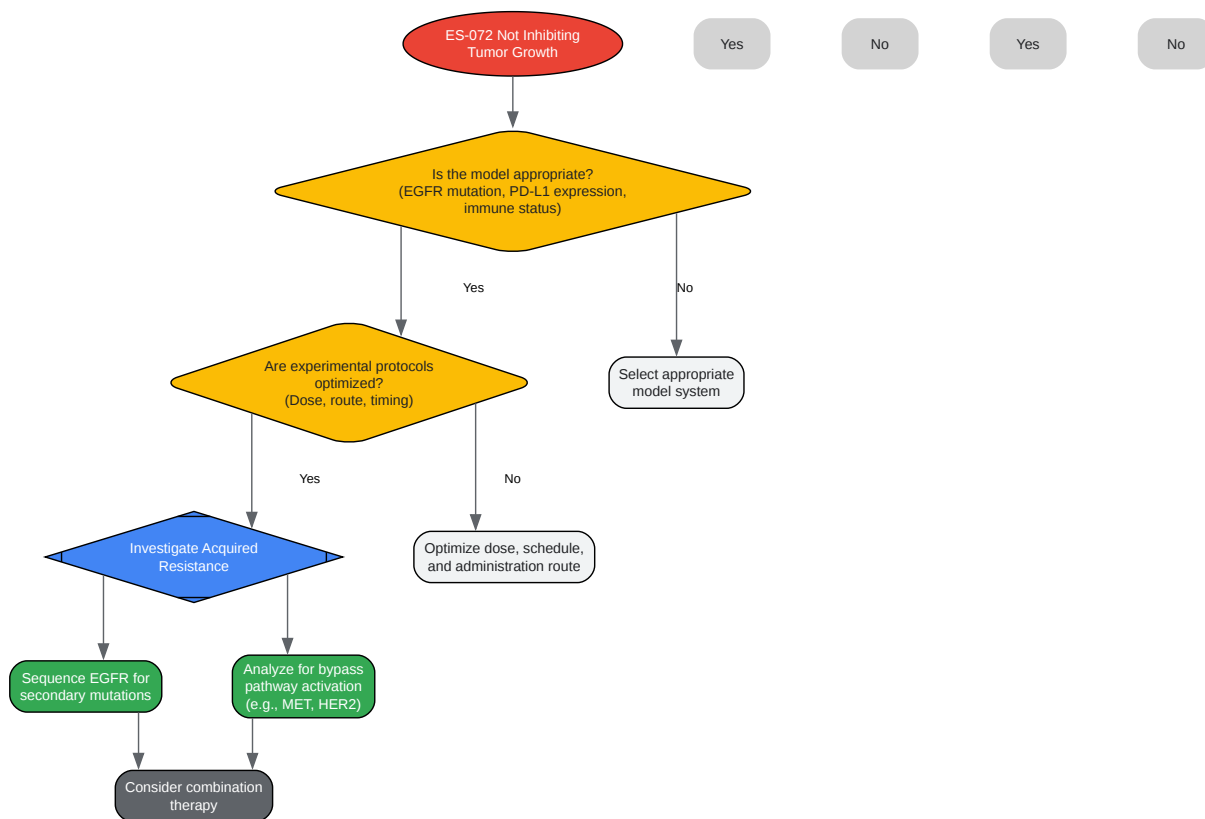 ES-072 Not Inhibiting
Tumor Growth
Yes
No
Yes
No
Is the model appropriate?
(EGFR mutation, PD-L1 expression,
immune status)
Yes
No
Are experimental protocols
optimized?
(Dose, route, timing)
Select appropriate
model system
Yes
No
Investigate Acquired
Resistance
Optimize dose, schedule,
and administration route
Sequence EGFR for
secondary mutations
Analyze for bypass
pathway activation
(e.g., MET, HER2)
Consider combination
therapy